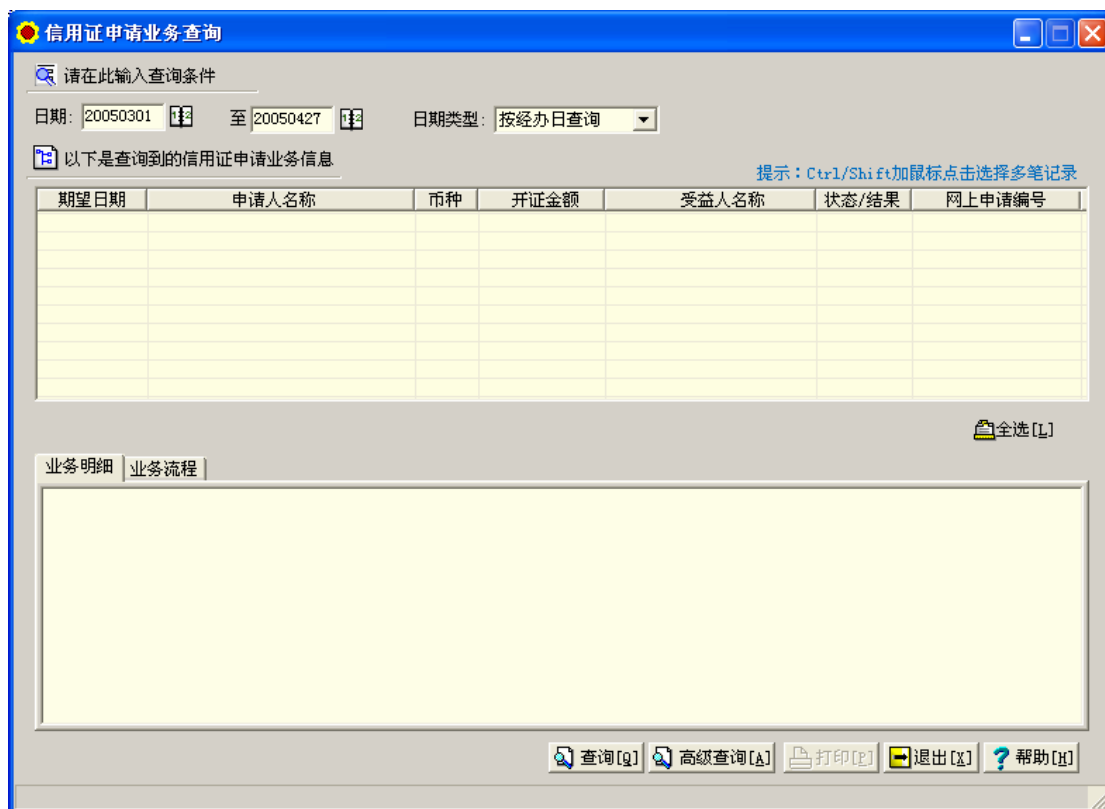 信用证申请业务查询
请在此输入查询条件
日期: 20050301 至 20050427 日期类型: 按经办日查询
以下是查询到的信用证申请业务信息
提示：Ctrl/Shift加鼠标点击选择多笔记录
期望日期 申请人名称 币种 开证金额 受益人名称 状态/结果 网上申请编号
全选[L]
业务明细 业务流程
查询[Q] 高级查询[A] 打印[P] 退出[X] 帮助[H]